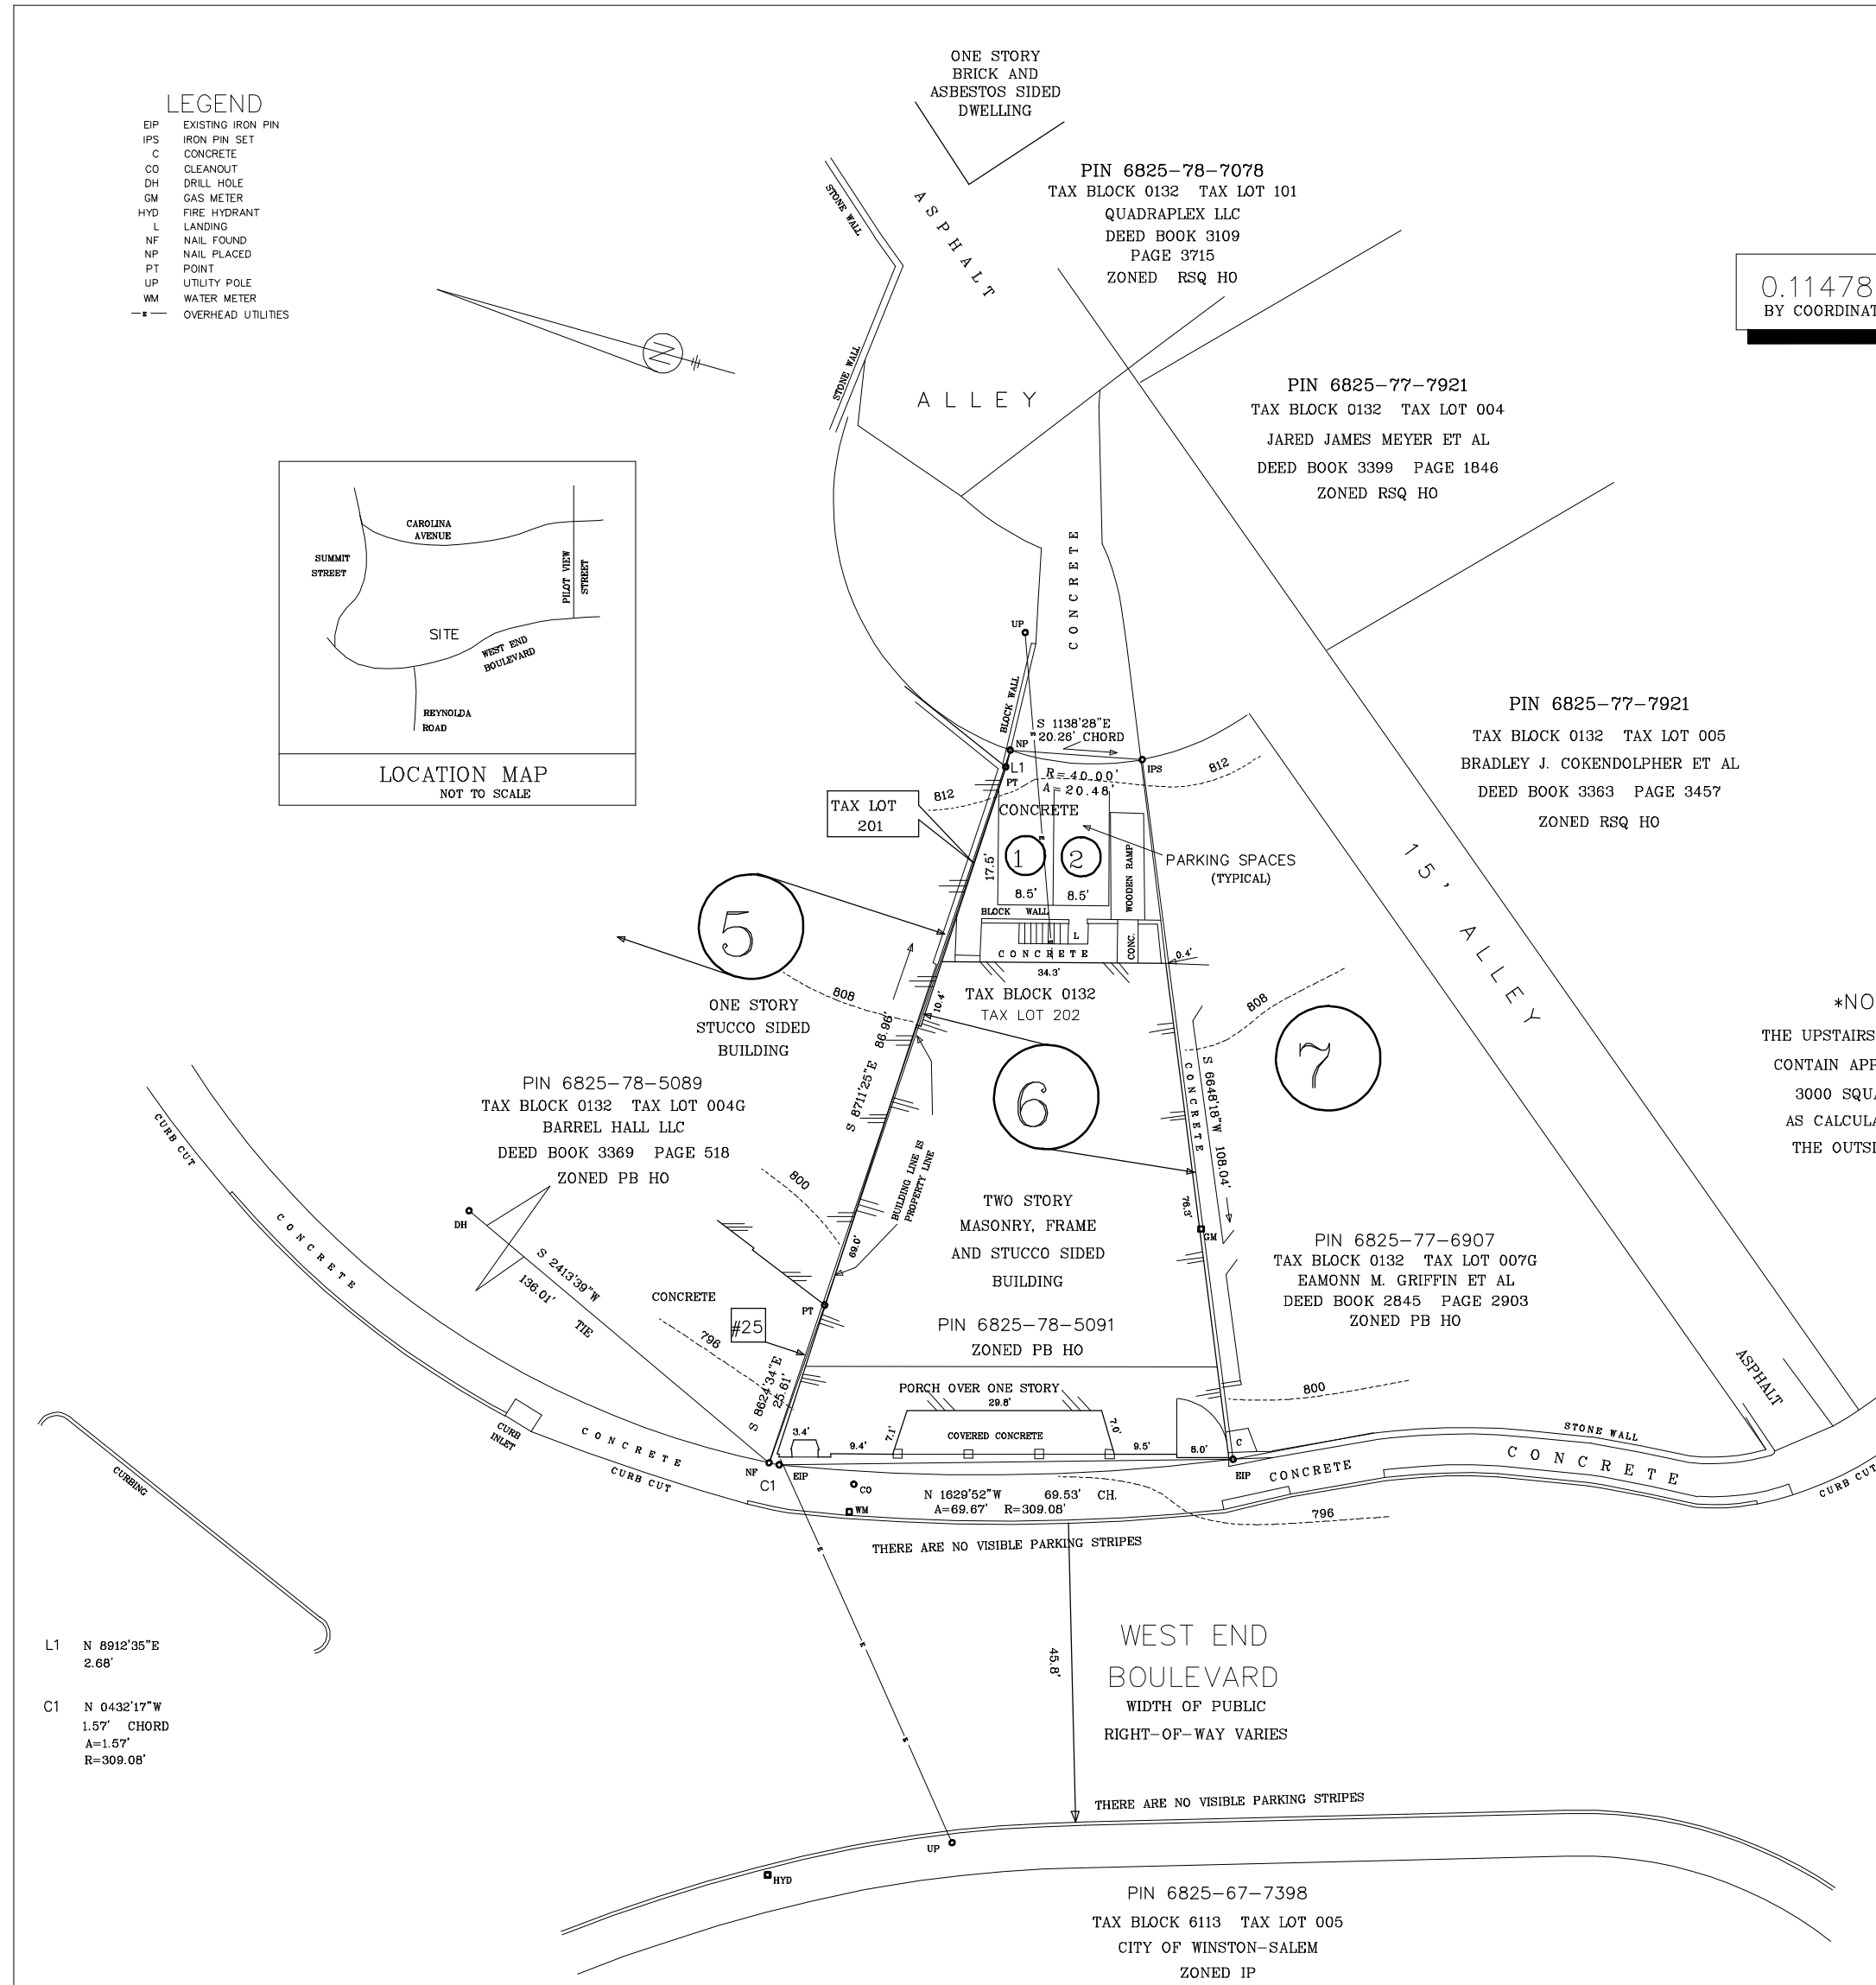 ONE STORY
BRICK AND
ASBESTOS SIDED
DWELLING
LEGEND
EIP EXISTING IRON PIN
IPS IRON PIN SET
C CONCRETE
CO CLEANOUT
DH DRILL HOLE
GM GAS METER
HYD FIRE HYDRANT
L LANDING
NF NAIL FOUND
NP NAIL PLACED
PT POINT
UP UTILITY POLE
WM WATER METER
E OVERHEAD UTILITIES
N
STONE WALL
ASPHALT
STONE WALL
ALLEY
PIN 6825-78-7078
TAX BLOCK 0132 TAX LOT 101
QUADRAPLEX LLC
DEED BOOK 3109
PAGE 3715
ZONED RSQ HO
0.11478
BY COORDINAT
PIN 6825-77-7921
TAX BLOCK 0132 TAX LOT 004
JARED JAMES MEYER ET AL
DEED BOOK 3399 PAGE 1846
ZONED RSQ HO
CAROLINA
AVENUE
SUMMIT
STREET
PILOT VIEW
STREET
SITE
WEST END
BOULEVARD
REYNOLDA
ROAD
LOCATION MAP
NOT TO SCALE
CONCRETE
UP
BLOCK WALL
S 1138'28"E
20.26' CHORD
NP
L1
PT
IPS
R=40.00'
A=20.48'
812
812
CONCRETE
PIN 6825-77-7921
TAX BLOCK 0132 TAX LOT 005
BRADLEY J. COKENDOLPHER ET AL
DEED BOOK 3363 PAGE 3457
ZONED RSQ HO
TAX LOT
201
1
2
17.5'
8.5'
8.5'
WOODEN RAMP
PARKING SPACES
(TYPICAL)
BLOCK WALL
L
CONCRETE
CONC.
0.4'
34.3'
15' ALLEY
5
808
ONE STORY
STUCCO SIDED
BUILDING
10.4'
TAX BLOCK 0132
TAX LOT 202
808
6
7
*NO
THE UPSTAIRS
CONTAIN APP
3000 SQU
AS CALCULA
THE OUTSI
S 8711'25"E 86.96'
S 6648'18"W 108.04'
CONCRETE
PIN 6825-78-5089
TAX BLOCK 0132 TAX LOT 004G
BARREL HALL LLC
DEED BOOK 3369 PAGE 518
ZONED PB HO
CURB CUT
800
BUILDING LINE IS
PROPERTY LINE
TWO STORY
MASONRY, FRAME
AND STUCCO SIDED
BUILDING
76.3'
GM
DH
CONCRETE
S 2413'39"W
136.01'
TIE
69.0'
PIN 6825-77-6907
TAX BLOCK 0132 TAX LOT 007G
EAMONN M. GRIFFIN ET AL
DEED BOOK 2845 PAGE 2903
ZONED PB HO
CONCRETE
PT
#25
796
PIN 6825-78-5091
ZONED PB HO
S 8624'34"E
25.61'
PORCH OVER ONE STORY
29.8'
800
ASPHALT
CURB
INLET
CONCRETE
CURB CUT
3.4'
9.4'
7.1'
COVERED CONCRETE
7.0'
9.5'
8.0'
C
STONE WALL
CONCRETE
CONCRETE
CURB CUT
CURBING
NF
EIP
C1
CO
WM
EIP
N 1629'52"W 69.53' CH.
A=69.67' R=309.08'
796
THERE ARE NO VISIBLE PARKING STRIPES
E
E
E
45.8'
WEST END
BOULEVARD
WIDTH OF PUBLIC
RIGHT-OF-WAY VARIES
L1 N 8912'35"E
2.68'
C1 N 0432'17"W
1.57' CHORD
A=1.57'
R=309.08'
THERE ARE NO VISIBLE PARKING STRIPES
UP
HYD
PIN 6825-67-7398
TAX BLOCK 6113 TAX LOT 005
CITY OF WINSTON-SALEM
ZONED IP